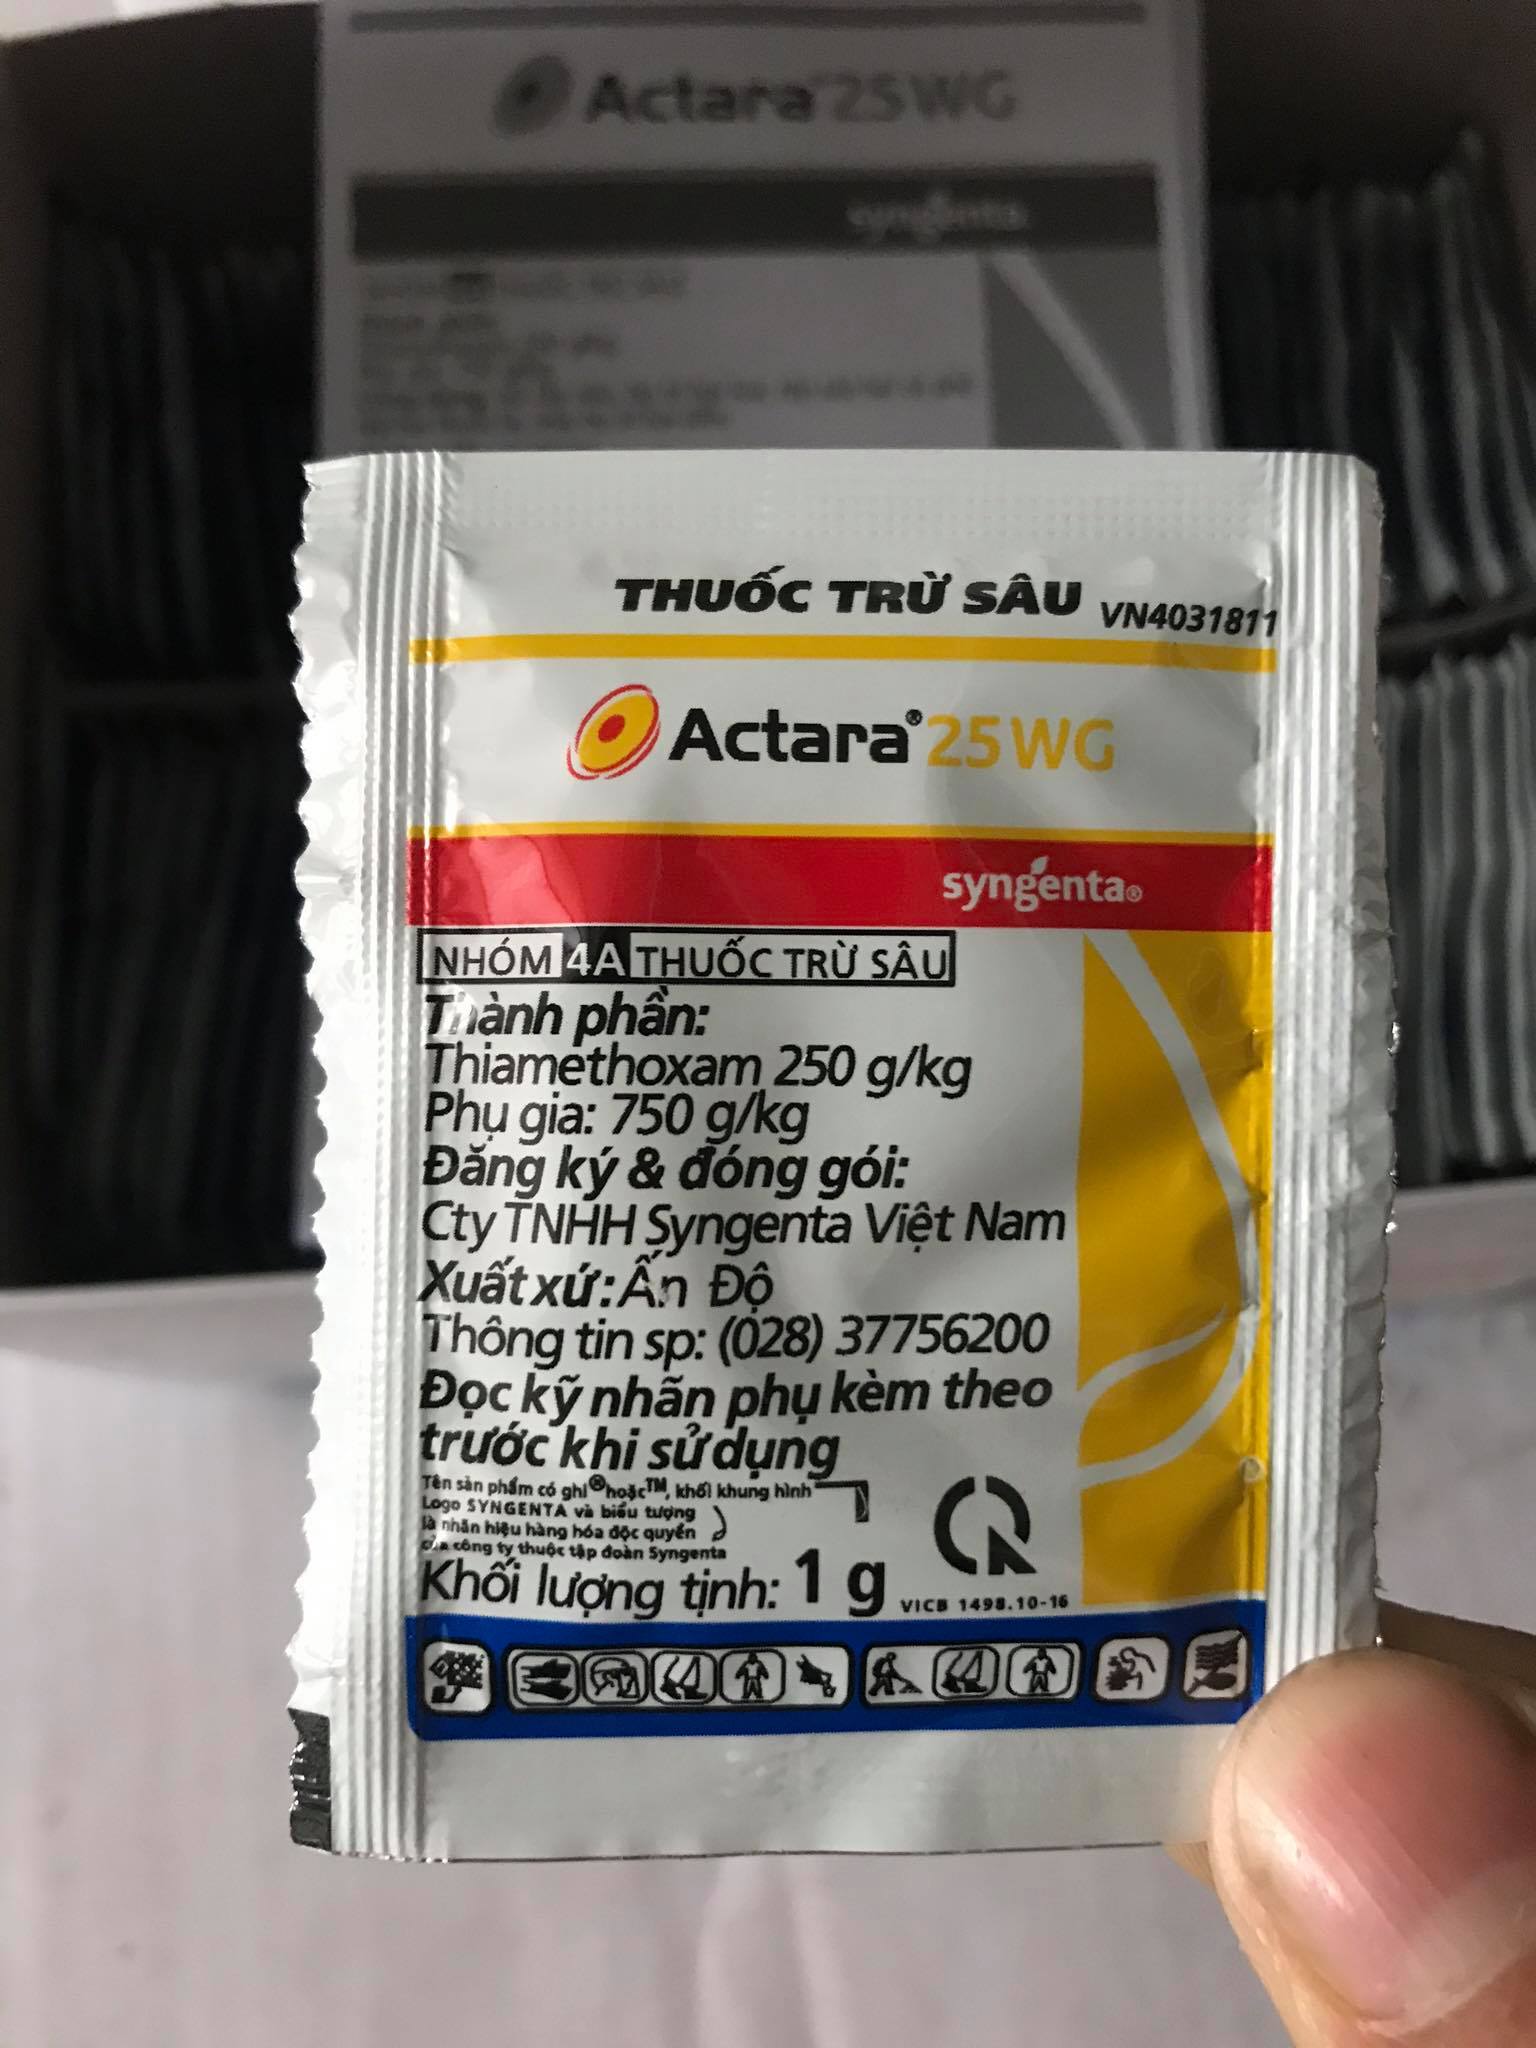 Actara 25WG
syngenta
THUỐC TRỪ SÂU VN4031811
Actara® 25WG
syngenta®
NHÓM 4A THUỐC TRỪ SÂU
Thành phần:
Thiamethoxam 250 g/kg
Phụ gia: 750 g/kg
Đăng ký & đóng gói:
Cty TNHH Syngenta Việt Nam
Xuất xứ: Ấn Độ
Thông tin sp: (028) 37756200
Đọc kỹ nhãn phụ kèm theo
trước khi sử dụng
Tên sản phẩm có ghi ® hoặc TM, khối khung hình
Logo SYNGENTA và biểu tượng
là nhãn hiệu hàng hóa độc quyền
của công ty thuộc tập đoàn Syngenta
Khối lượng tịnh: 1 g
VICB 1498.10-16